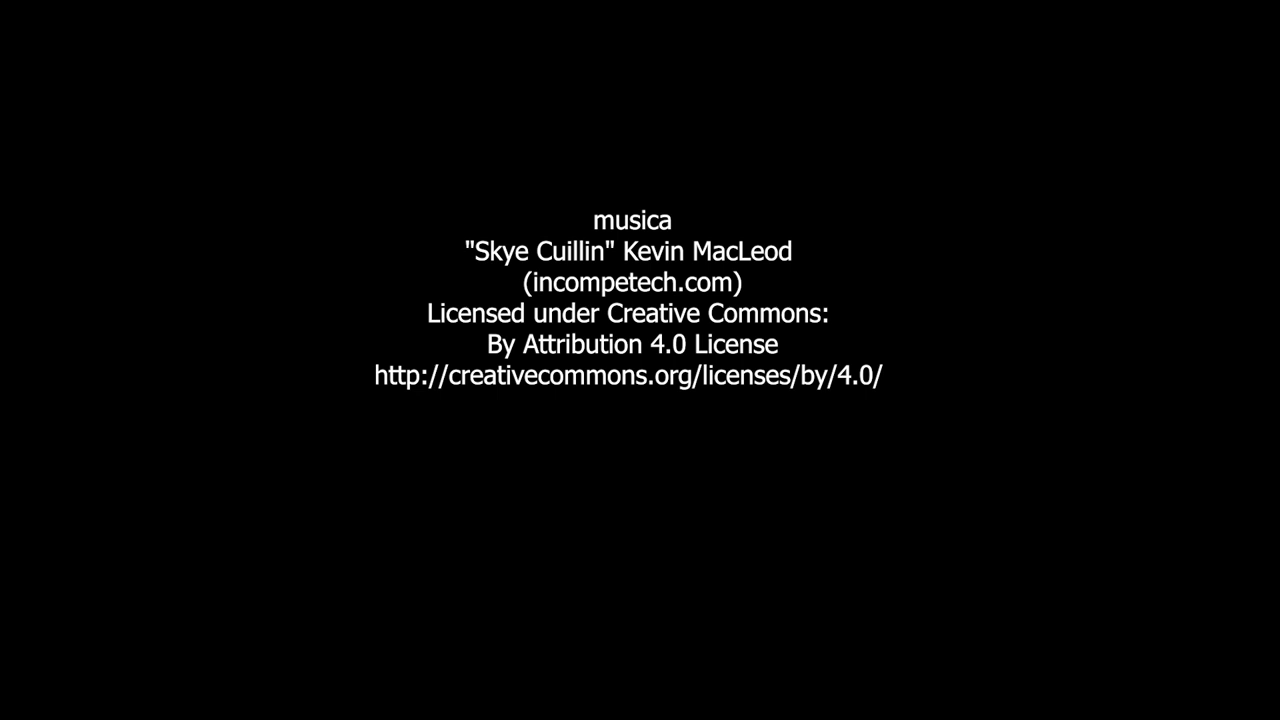 musica
"Skye Cuillin" Kevin MacLeod
(incompetech.com)
Licensed under Creative Commons:
By Attribution 4.0 License
http://creativecommons.org/licenses/by/4.0/